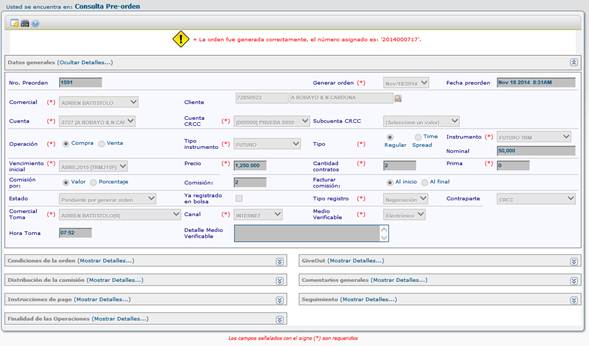 Usted se encuentra en: Consulta Pre-orden
+ La orden fue generada correctamente, el número asignado es: '2014000717'.
Datos generales (Ocultar Detalles...)
Nro. Preorden 1591 Generar orden (*) Nov/18/2014 Fecha preorden Nov 18 2014 8:31AM
Comercial (*) ADRIEN BATTISTOLO Cliente 72050523 A ROBAYO & N CARDONA
Cuenta (*) 3727 [A ROBAYO & N CAR Cuenta CRCC (*) [000000] PRUEBA 0000 Subcuenta CRCC (*) (Seleccione un valor)
Operación (*) Compra Venta Tipo instrumento (*) FUTURO Tipo (*) Regular Time Spread Instrumento (*) FUTURO TRM
Nominal 50,000
Vencimiento inicial (*) Precio (*) 1,250.000 Cantidad contratos (*) 2 Prima (*) 0
Comisión por: (*) Valor Porcentaje Comisión: (*) 2 Facturar comisión: (*) Al inicio Al final
Estado Pendiente por generar orden Ya registrado en bolsa Tipo registro (*) Negociación Contraparte CRCC
Comercial Toma (*) ADRIEN BATTISTOLO(R) Canal (*) INTERNET Medio Verificable (*) Electrónico
Hora Toma 07:52 Detalle Medio Verificable
Condiciones de la orden (Mostrar Detalles...) GiveOut (Mostrar Detalles...)
Distribución de la comisión (Mostrar Detalles...) Comentarios generales (Mostrar Detalles...)
Instrucciones de pago (Mostrar Detalles...) Seguimiento (Mostrar Detalles...)
Finalidad de las Operaciones (Mostrar Detalles...)
Los campos señalados con el signo (*) son requeridos